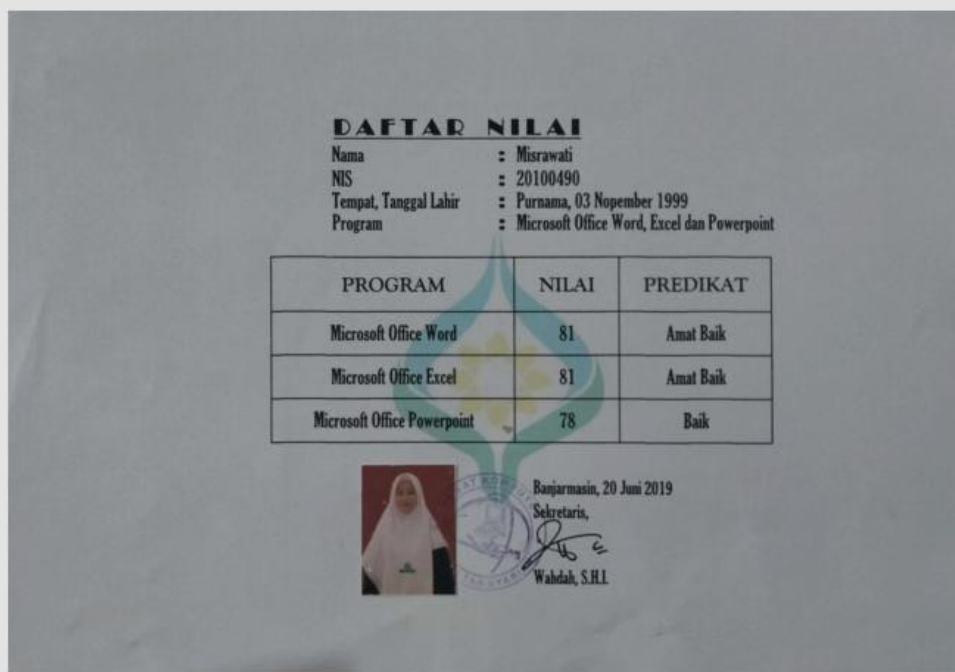 DAFTAR NILAI
Nama : Misrawati
NIS : 20100490
Tempat, Tanggal Lahir : Purnama, 03 Nopember 1999
Program : Microsoft Office Word, Excel dan Powerpoint
PROGRAM NILAI PREDIKAT
Microsoft Office Word 81 Amat Baik
Microsoft Office Excel 81 Amat Baik
Microsoft Office Powerpoint 78 Baik
Banjarmasin, 20 Juni 2019
Sekretaris,
Wahdah, S.H.I.